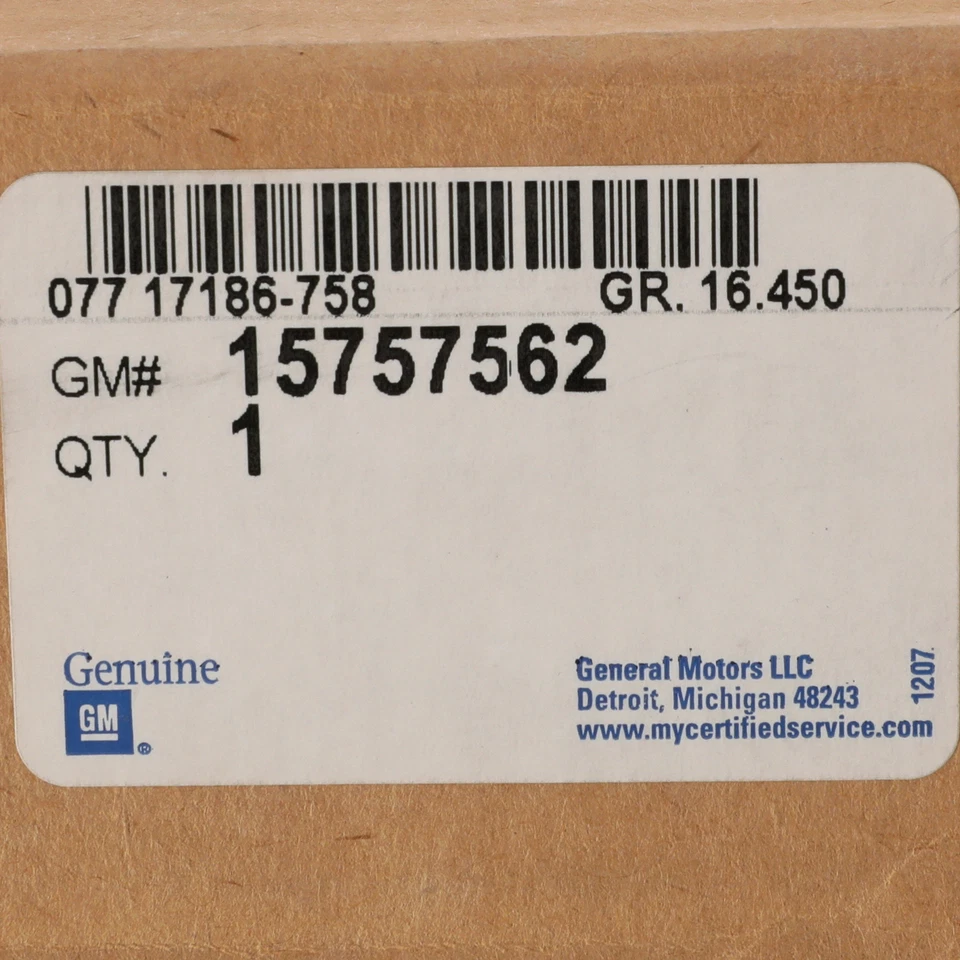 077 17186-758 GR. 16.450
GM# 15757562
QTY. 1
Genuine
GM
®
General Motors LLC
Detroit, Michigan 48243
www.mycertifiedservice.com
1207